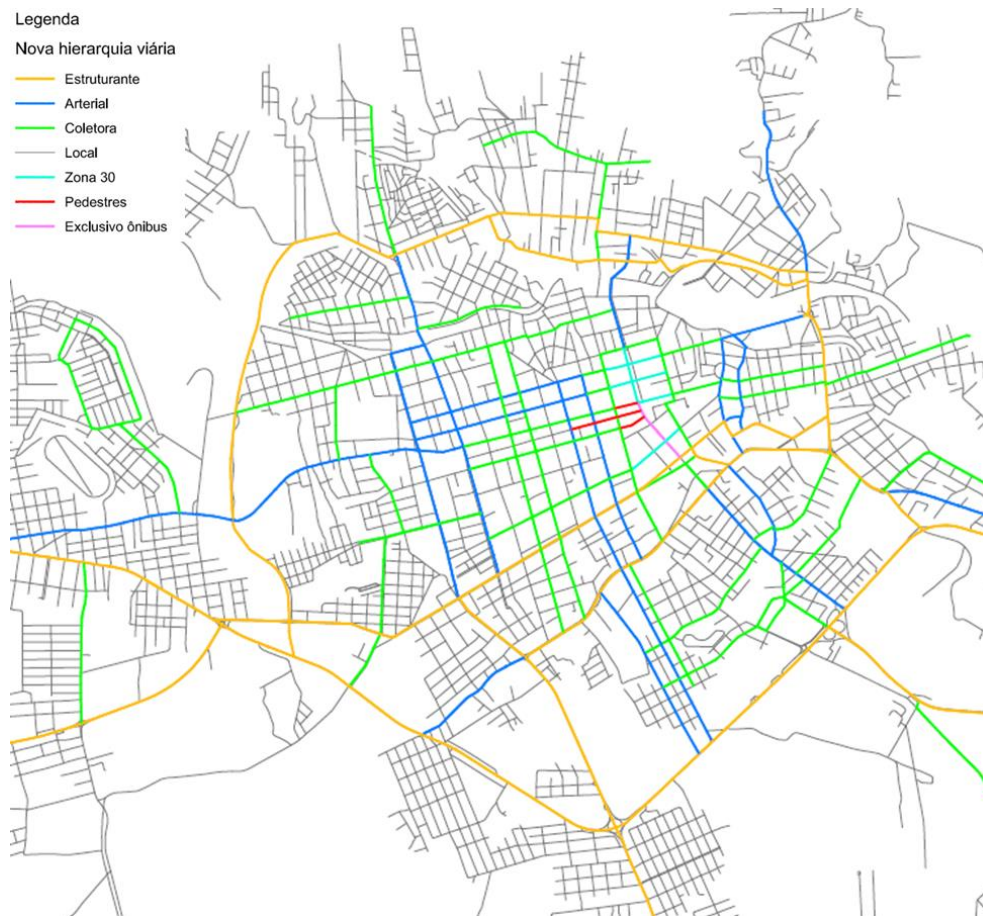 Legenda
Nova hierarquia viária
Estruturante
Arterial
Coletora
Local
Zona 30
Pedestres
Exclusivo ônibus